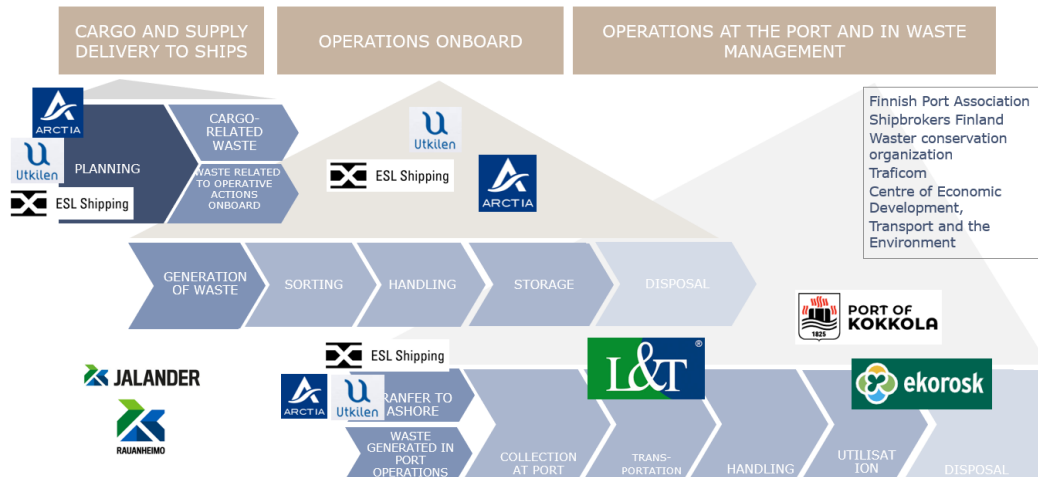 CARGO AND SUPPLY
DELIVERY TO SHIPS
OPERATIONS ONBOARD
OPERATIONS AT THE PORT AND IN WASTE
MANAGEMENT
ARCTIA
Utkilen
ESL Shipping
PLANNING
CARGO-
RELATED
WASTE
WASTE RELATED
TO OPERATIVE
ACTIONS
ONBOARD
Utkilen
ESL Shipping
ARCTIA
Finnish Port Association
Shipbrokers Finland
Waster conservation
organization
Traficom
Centre of Economic
Development,
Transport and the
Environment
GENERATION
OF WASTE
SORTING
HANDLING
STORAGE
DISPOSAL
PORT OF
KOKKOLA
1825
JALANDER
RAUANHEIMO
ESL Shipping
ARCTIA
Utkilen
L&T®
ekorosk
RANFER TO
ASHORE
WASTE
GENERATED IN
PORT
OPERATIONS
COLLECTION
AT PORT
TRANS-
PORTATION
HANDLING
UTILISAT
ION
DISPOSAL